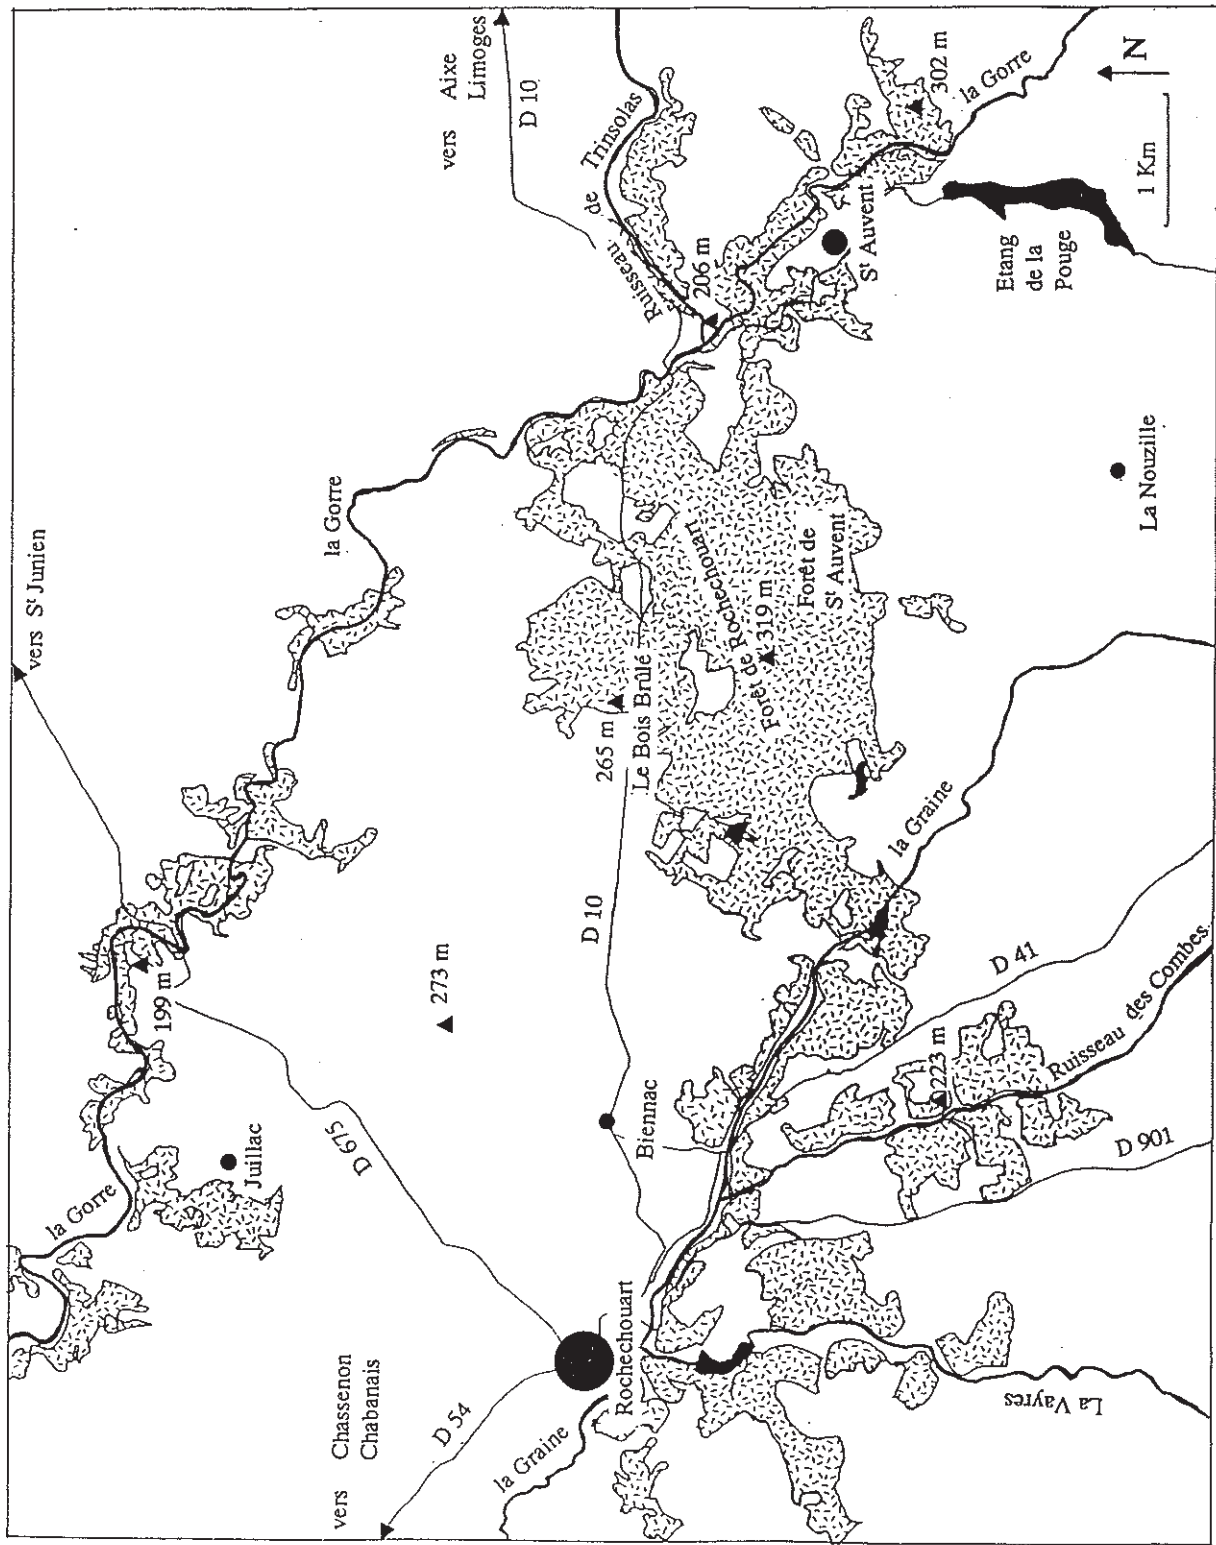 vers St Junien
la Gorre
199 m
Juillac
D 675
la Gorre
vers Chassenon
Chabanais
D 54
273 m
vers Aixe
Limoges
D 10
la Graine
Rochechouart
Biennac
D 10
265 m
Le Bois Brûlé
Ruisseau de Trinsolas
206 m
Forêt de Rochechouart
319 m
Forêt de
St Auvent
St Auvent
302 m
la Gorre
la Graine
223 m
D 41
Ruisseau des Combes
D 901
La Vayres
La Nouzille
Etang
de la
Pouge
1 Km
N